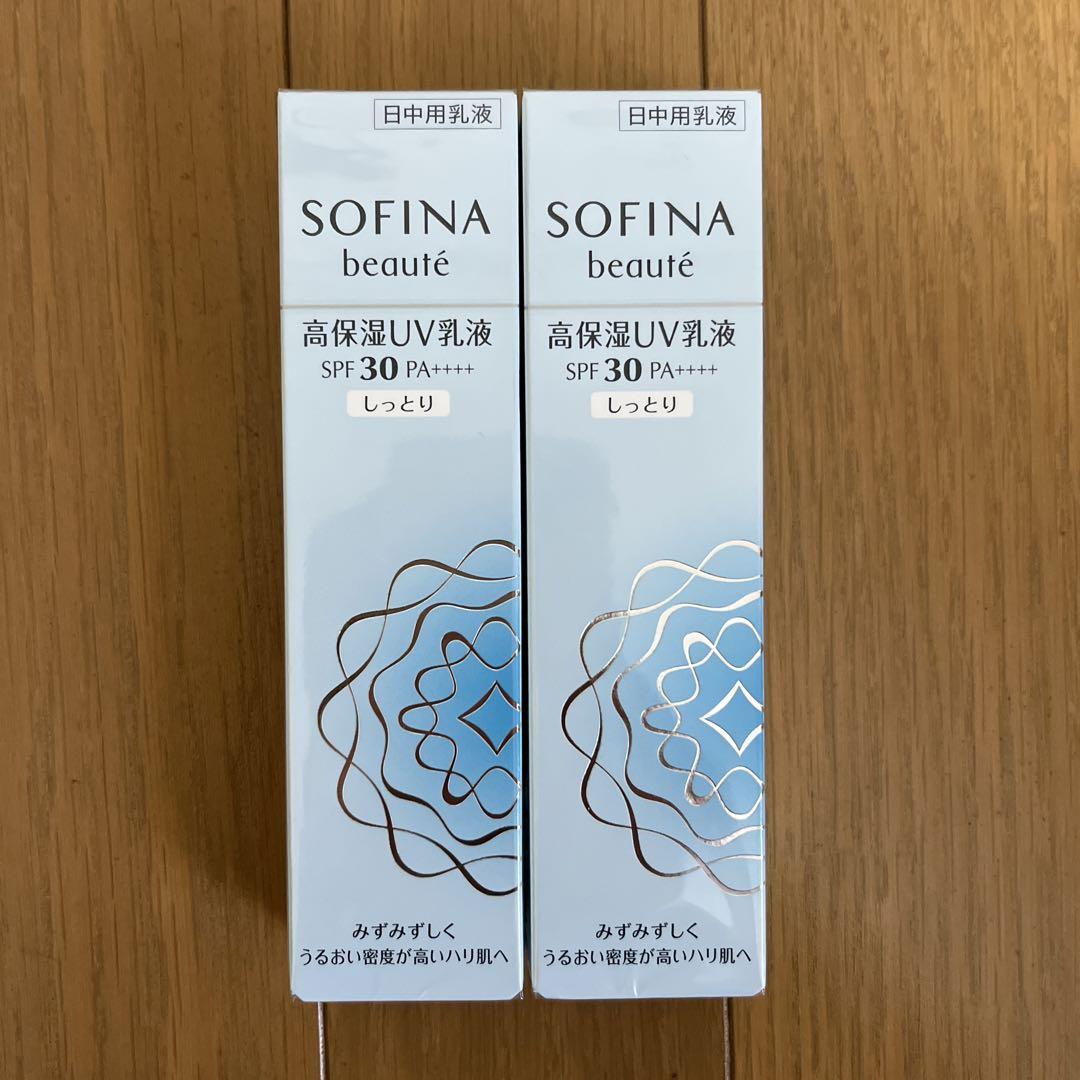 日中用乳液
SOFINA
beauté
高保湿UV乳液
SPF 30 PA++++
しっとり
みずみずしく
うるおい密度が高いハリ肌へ
日中用乳液
SOFINA
beauté
高保湿UV乳液
SPF 30 PA++++
しっとり
みずみずしく
うるおい密度が高いハリ肌へ